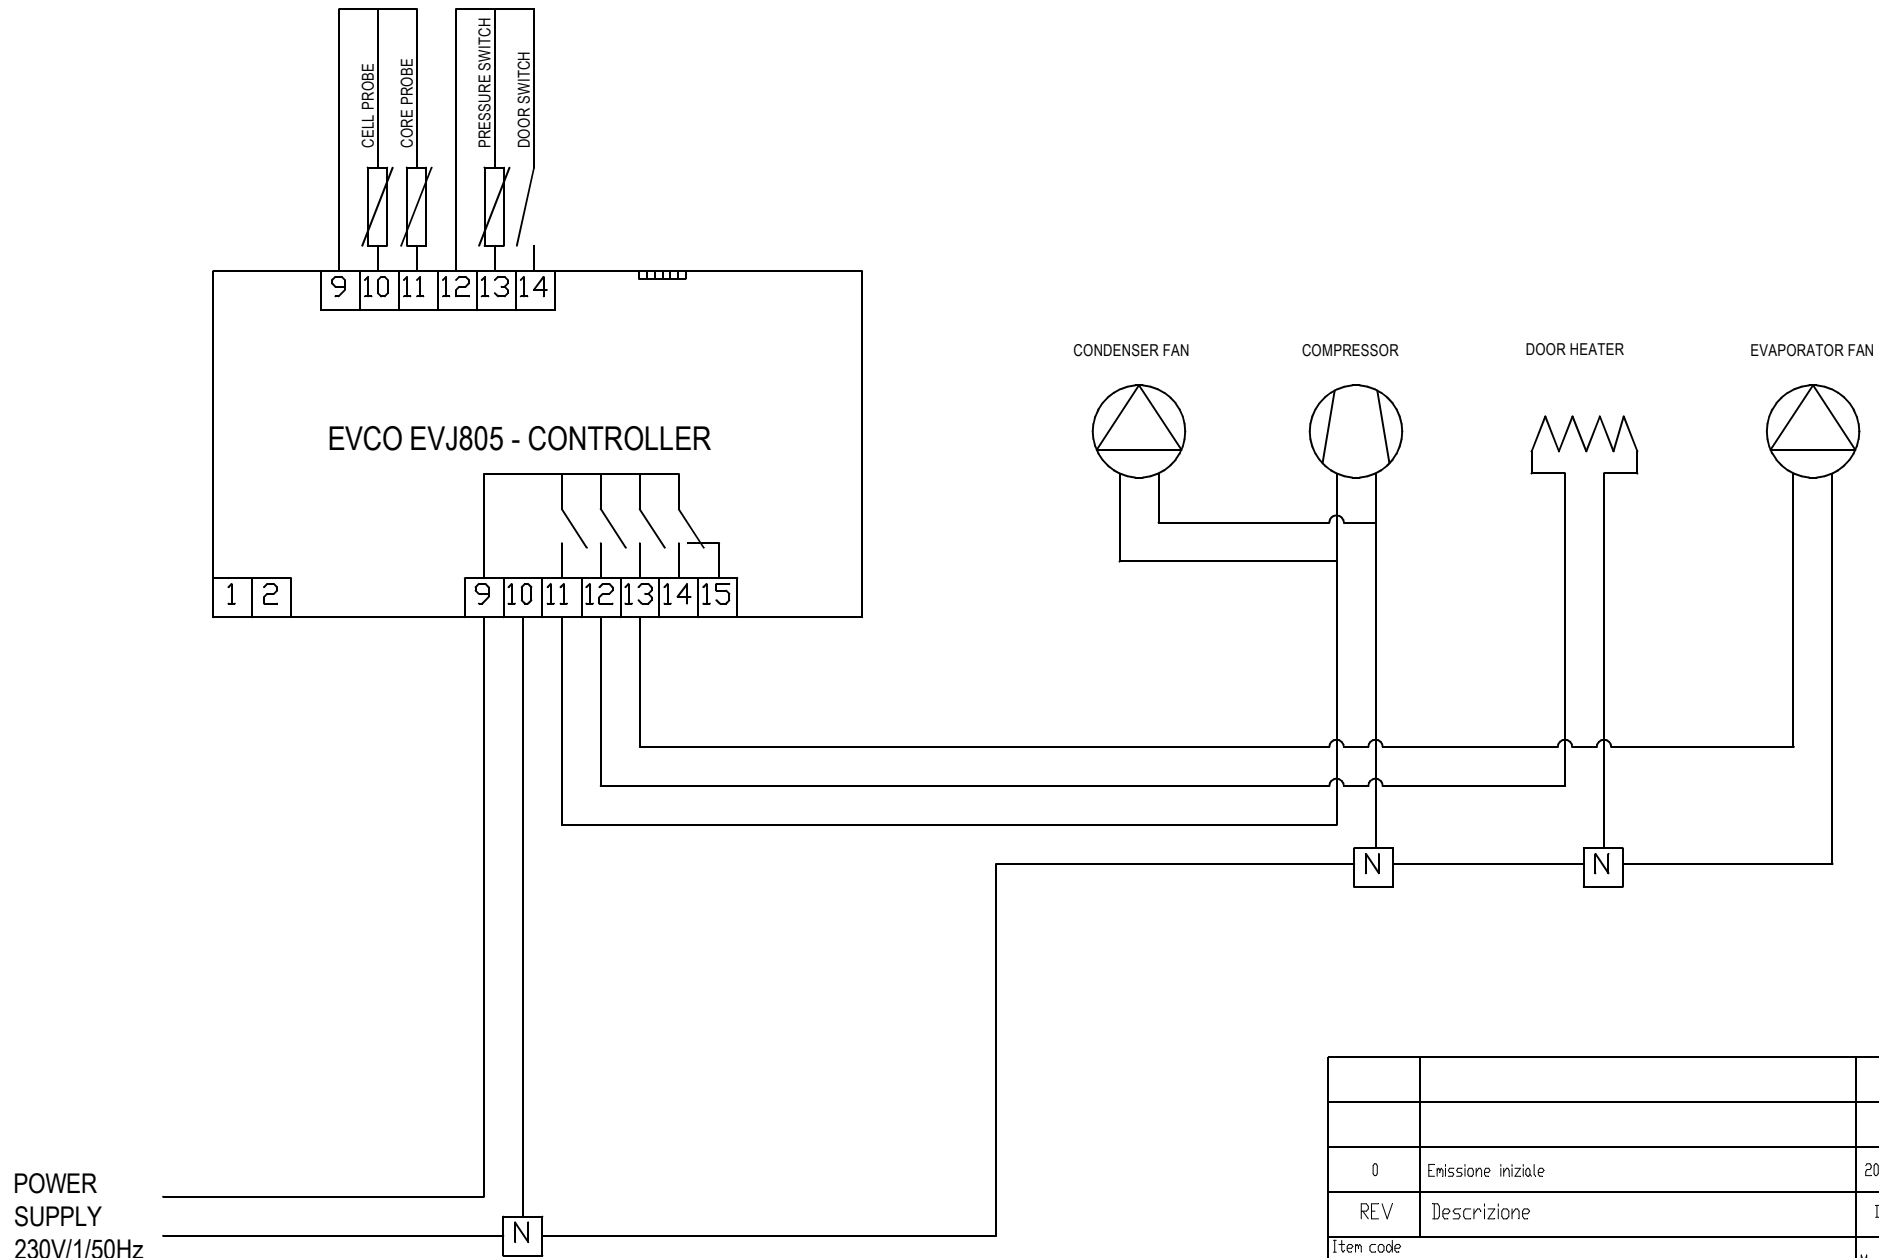 CELL PROBE
CORE PROBE
PRESSURE SWITCH
DOOR SWITCH
9 10 11 12 13 14
CONDENSER FAN
COMPRESSOR
DOOR HEATER
EVAPORATOR FAN
EVCO EVJ805 - CONTROLLER
1 2
9 10 11 12 13 14 15
N
N
0 Emissione iniziale 20
REV Descrizione
Item code
POWER
SUPPLY
230V/1/50Hz
N